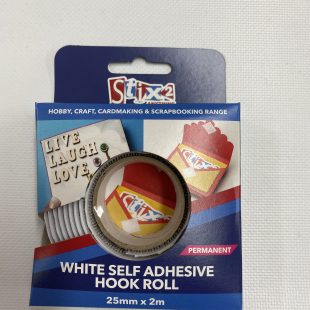 Stix2
HOBBY, CRAFT, CARDMAKING & SCRAPBOOKING RANGE
LIVE
LAUGH
LOVE
PERMANENT
WHITE SELF ADHESIVE
HOOK ROLL
25mm x 2m